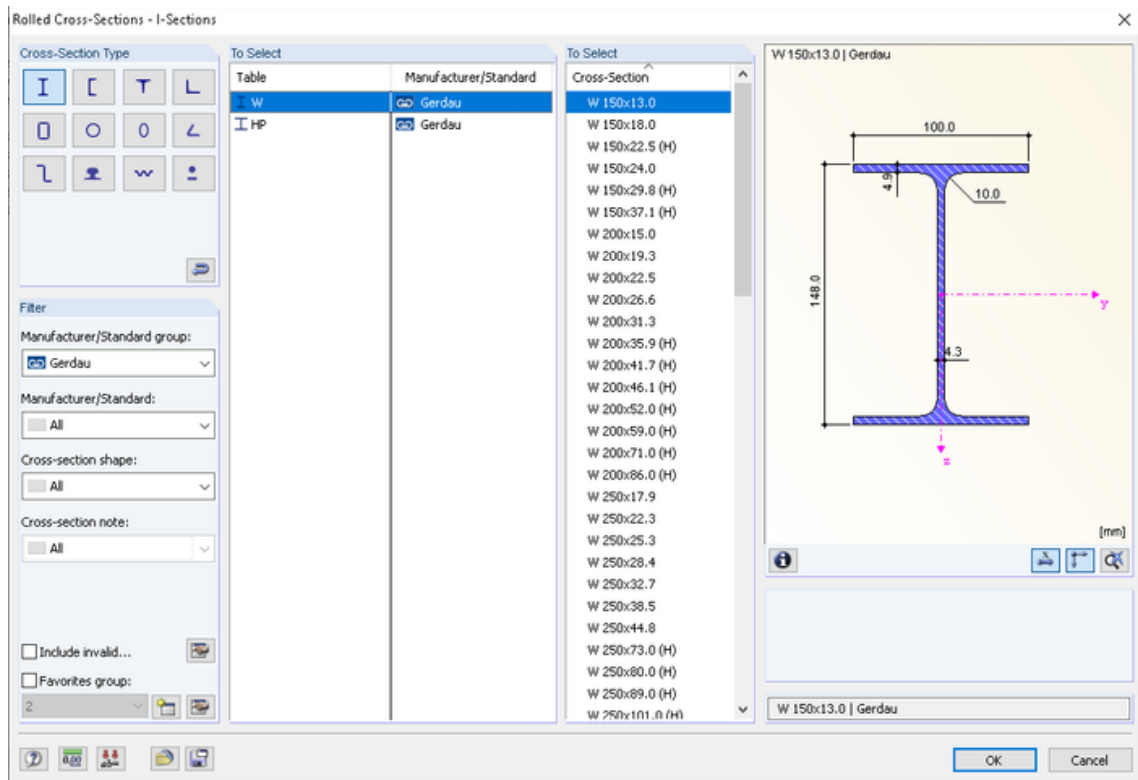 Rolled Cross-Sections - I-Sections
Cross-Section Type
Filter
Manufacturer/Standard group:
Gerdau
Manufacturer/Standard:
All
Cross-section shape:
All
Cross-section note:
All
Include invalid...
Favorites group:
2
To Select
Table Manufacturer/Standard
W Gerdau
HP Gerdau
To Select
Cross-Section
W 150x13.0
W 150x18.0
W 150x22.5 (H)
W 150x24.0
W 150x29.8 (H)
W 150x37.1 (H)
W 200x15.0
W 200x19.3
W 200x22.5
W 200x26.6
W 200x31.3
W 200x35.9 (H)
W 200x41.7 (H)
W 200x46.1 (H)
W 200x52.0 (H)
W 200x59.0 (H)
W 200x71.0 (H)
W 200x86.0 (H)
W 250x17.9
W 250x22.3
W 250x25.3
W 250x28.4
W 250x32.7
W 250x38.5
W 250x44.8
W 250x73.0 (H)
W 250x80.0 (H)
W 250x89.0 (H)
W 250x101.0 (H)
W 150x13.0 | Gerdau
100.0
4.9
10.0
148.0
y
4.3
z
[mm]
W 150x13.0 | Gerdau
0,00
OK
Cancel